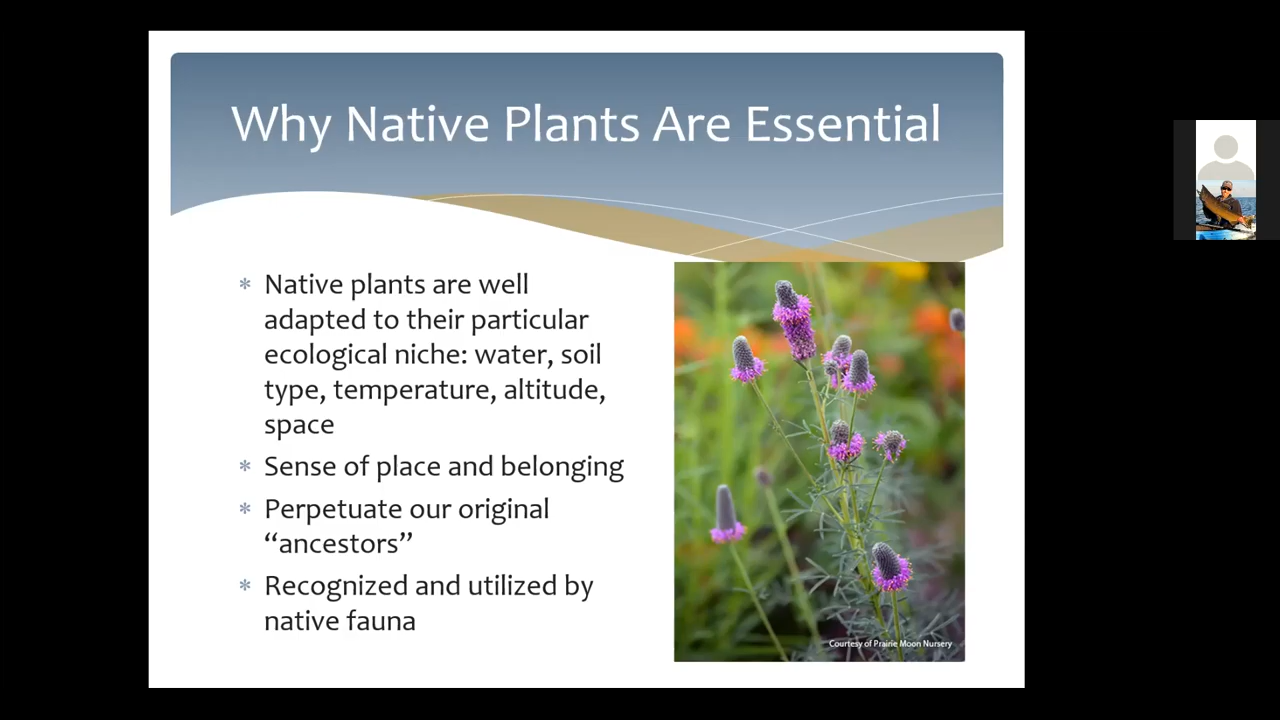 Why Native Plants Are Essential
* Native plants are well
adapted to their particular
ecological niche: water, soil
type, temperature, altitude,
space
* Sense of place and belonging
* Perpetuate our original
“ancestors”
* Recognized and utilized by
native fauna
Courtesy of Prairie Moon Nursery